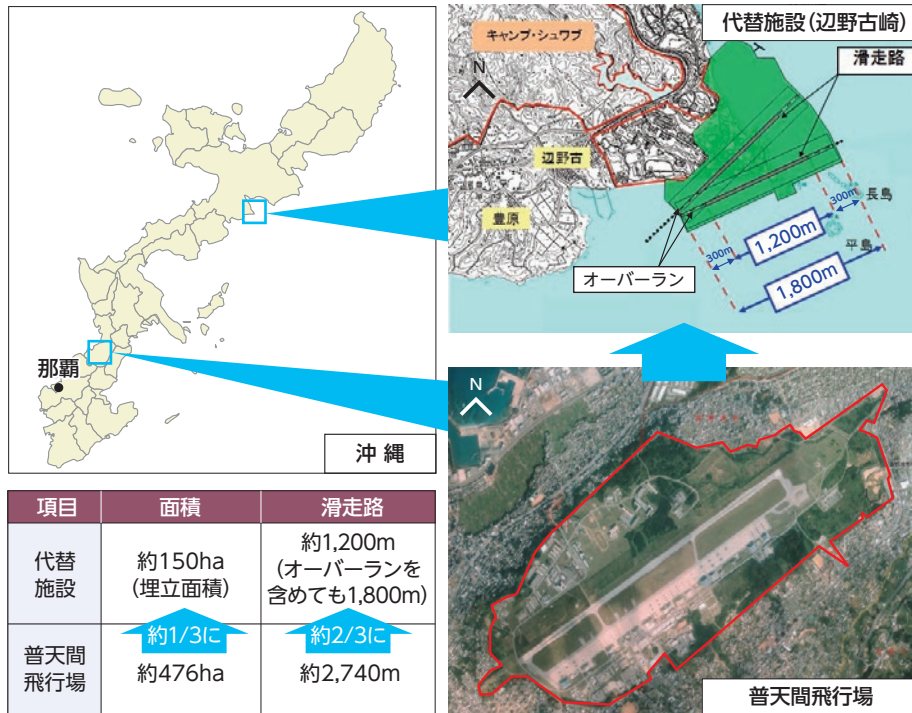 那覇
沖 縄
代替施設(辺野古崎)
キャンプ・シュワブ
滑走路
N
辺野古
豊原
オーバーラン
300m
長島
1,200m
平島
300m
1,800m
N
普天間飛行場
項目
面積
滑走路
代替
施設
約150ha
(埋立面積)
約1,200m
(オーバーランを
含めても1,800m)
約1/3に
約2/3に
普天間
飛行場
約476ha
約2,740m